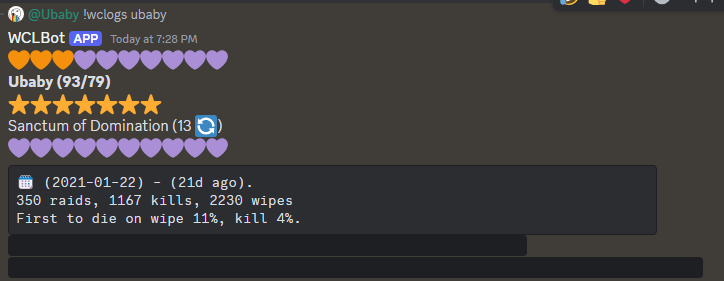 @Ubaby !wclogs ubaby
WCLBot APP Today at 7:28 PM
Ubaby (93/79)
Sanctum of Domination (13 🔄)
(2021-01-22) - (21d ago).
350 raids, 1167 kills, 2230 wipes
First to die on wipe 11%, kill 4%.